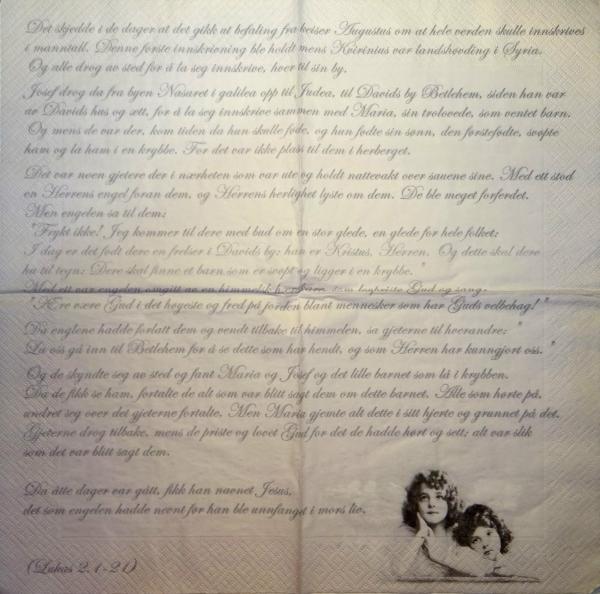 Det skjedde i de dager at det gikk ut befaling fra keiser Augustus om at hele verden skulle innskrives
i manntall. Denne første innskrivning ble holdt mens Kvirinius var landshøvding i Syria.
Og alle drog av sted for å la seg innskrive, hver til sin by.
Josef drog da fra byen Nasaret i galilea opp til Judea, til Davids by Betlehem, siden han var
av Davids hus og ætt, for å la seg innskrive sammen med Maria, sin trolovede, som ventet barn.
Og mens de var der, kom tiden da hun skulle føde, og hun fødte sin sønn, den førstefødte, svøpte
ham og la ham i en krybbe. For det var ikke plass til dem i herberget.
Det var noen gjetere der i nærheten som var ute og holdt nattevakt over sauene sine. Med ett stod
en Herrens engel foran dem, og Herrens herlighet lyste om dem. De ble meget forferdet.
Men engelen sa til dem:
"Frykt ikke! Jeg kommer til dere med bud om en stor glede, en glede for hele folket:
I dag er det født dere en frelser i Davids by; han er Kristus, Herren. Og dette skal dere
ha til tegn: Dere skal finne et barn som er svøpt og ligger i en krybbe. "
Med ett var engelen omgitt av en himmelsk hærskare som lovpriste Gud og sang:
"Ære være Gud i det høyeste og fred på jorden blant mennesker som har Guds velbehag! "
Da englene hadde forlatt dem og vendt tilbake til himmelen, sa gjeterne til hverandre: "
La oss gå inn til Betlehem for å se dette som har hendt, og som Herren har kunngjort oss. "
Og de skyndte seg av sted og fant Maria og Josef og det lille barnet som lå i krybben.
Da de fikk se ham, fortalte de alt som var blitt sagt dem om dette barnet. Alle som hørte på,
undret seg over det gjeterne fortalte. Men Maria gjemte alt dette i sitt hjerte og grunnet på det.
Gjeterne drog tilbake, mens de priste og lovet Gud for det de hadde hørt og sett; alt var slik
som det var blitt sagt dem.
Da åtte dager var gått, fikk han navnet Jesus,
det som engelen hadde nevnt før han ble unnfanget i mors liv.
(Lukas 2,1-21)